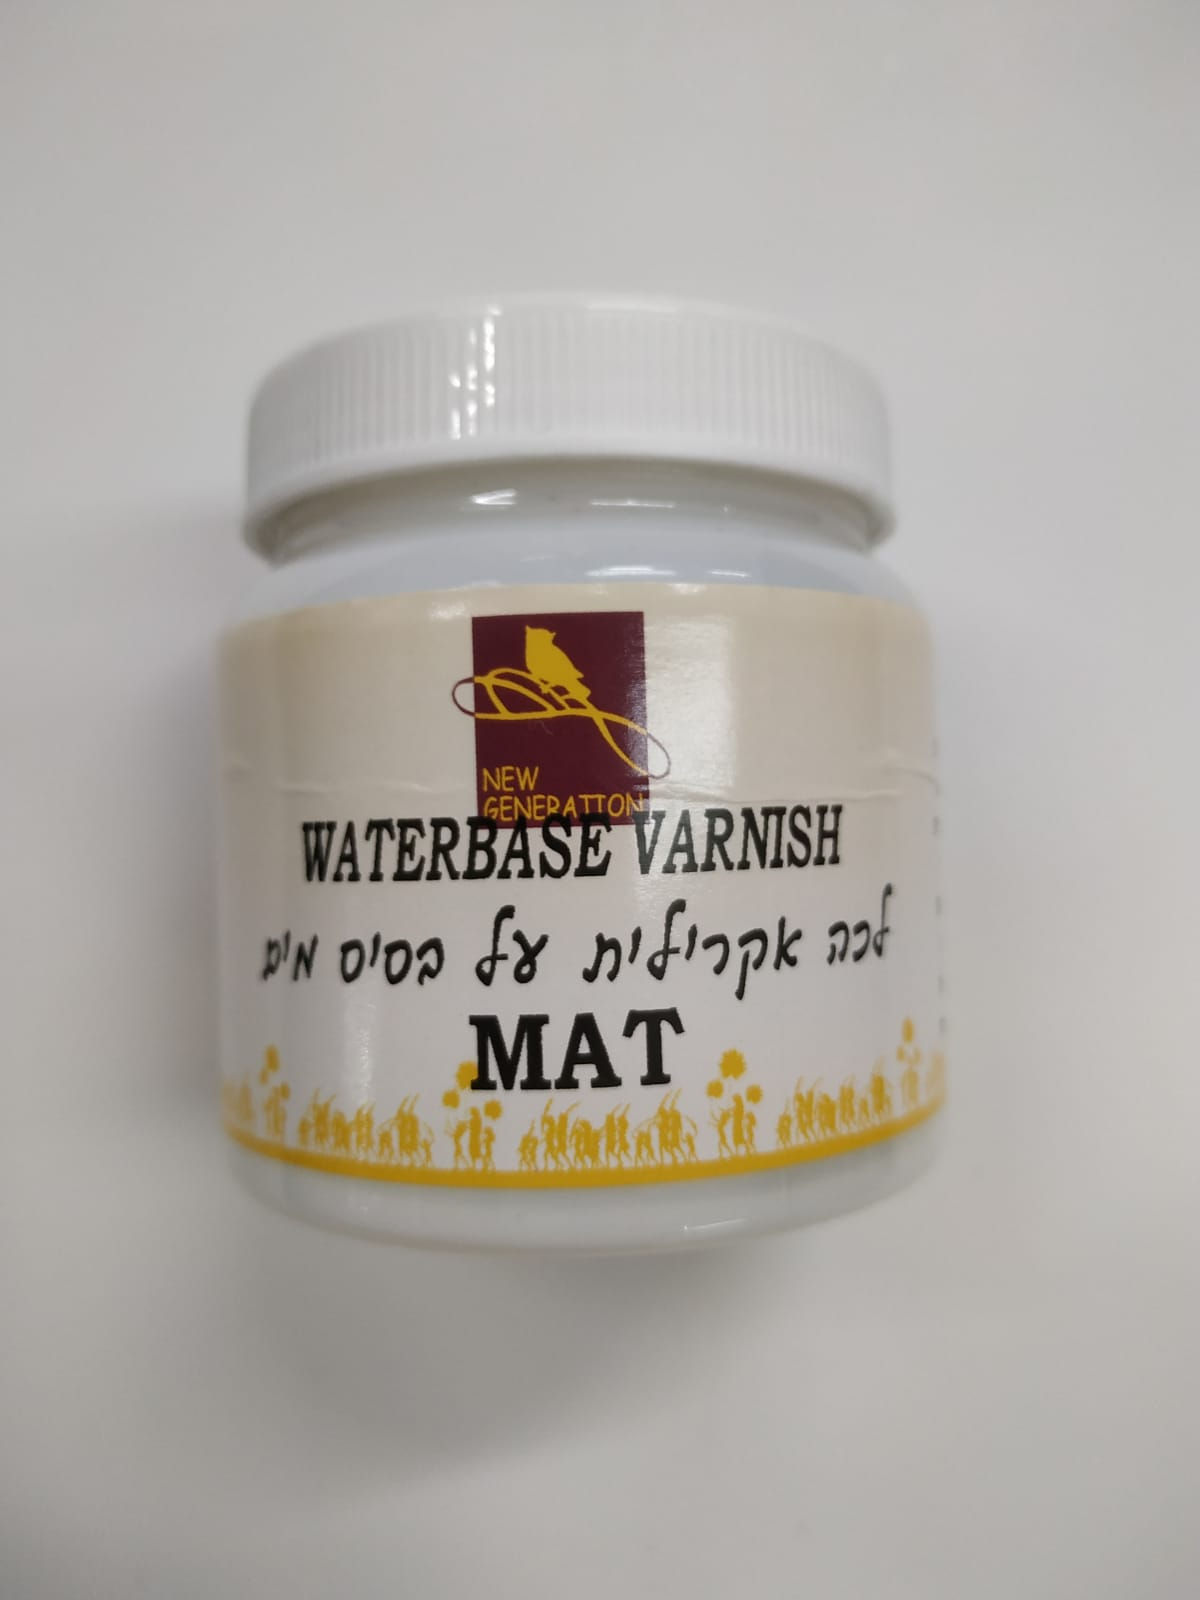 NEW
GENERATION
WATERBASE VARNISH
לכה אקרילית על בסיס מים
MAT